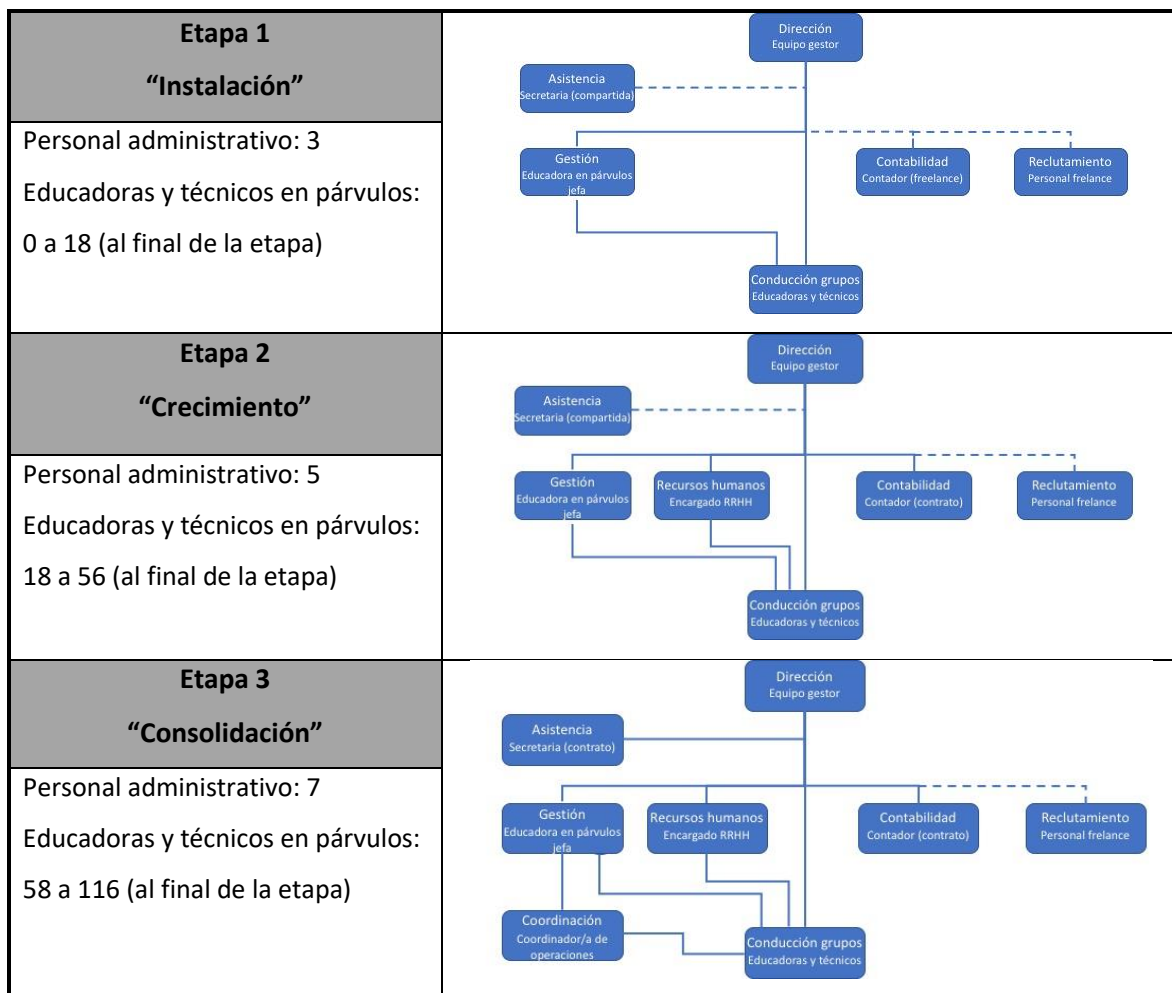 Etapa 1
“Instalación”
Personal administrativo: 3
Educadoras y técnicos en párvulos:
0 a 18 (al final de la etapa)
Dirección
Equipo gestor
Asistencia
Secretaria (compartida)
Gestión
Educadora en párvulos
jefa
Contabilidad
Contador (freelance)
Reclutamiento
Personal frelance
Conducción grupos
Educadoras y técnicos
Etapa 2
“Crecimiento”
Personal administrativo: 5
Educadoras y técnicos en párvulos:
18 a 56 (al final de la etapa)
Dirección
Equipo gestor
Asistencia
Secretaria (compartida)
Gestión
Educadora en párvulos
jefa
Recursos humanos
Encargado RRHH
Contabilidad
Contador (contrato)
Reclutamiento
Personal frelance
Conducción grupos
Educadoras y técnicos
Etapa 3
“Consolidación”
Personal administrativo: 7
Educadoras y técnicos en párvulos:
58 a 116 (al final de la etapa)
Dirección
Equipo gestor
Asistencia
Secretaria (contrato)
Gestión
Educadora en párvulos
jefa
Recursos humanos
Encargado RRHH
Contabilidad
Contador (contrato)
Reclutamiento
Personal frelance
Coordinación
Coordinador/a de
operaciones
Conducción grupos
Educadoras y técnicos